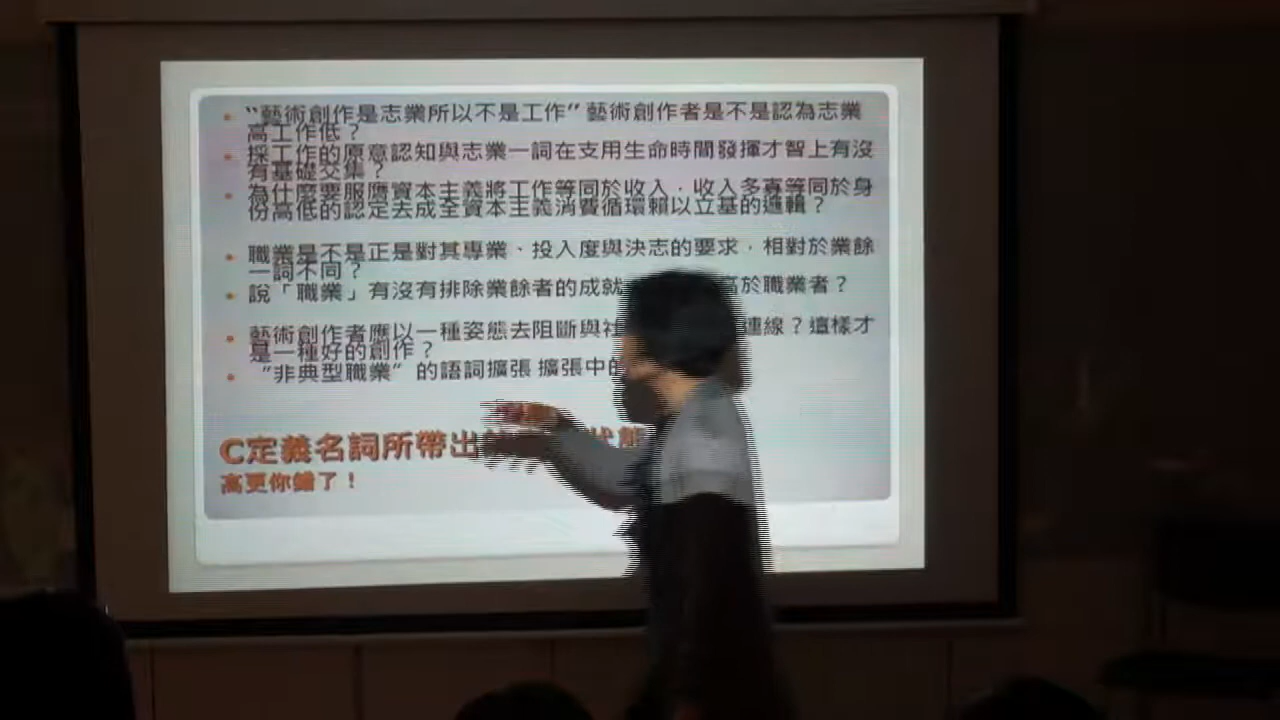 “藝術創作是志業所以不是工作” 藝術創作者是不是認為志業
高工作低？
採工作的原意認知與志業一詞在支用生命時間發揮才智上有沒
有基礎交集？
為什麼要服膺資本主義將工作等同於收入，收入多寡等同於身
份高低的認定去成全資本主義消費循環賴以立基的邏輯？
職業是不是正是對其專業、投入度與決志的要求，相對於業餘
一詞不同？
說「職業」有沒有排除業餘者的成就 高於職業者？
藝術創作者應以一種姿態去阻斷與社 連線？這樣才
是一種好的創作？
“非典型職業” 的語詞擴張 擴張中的
C定義名詞所帶出 狀態
高更你錯了！